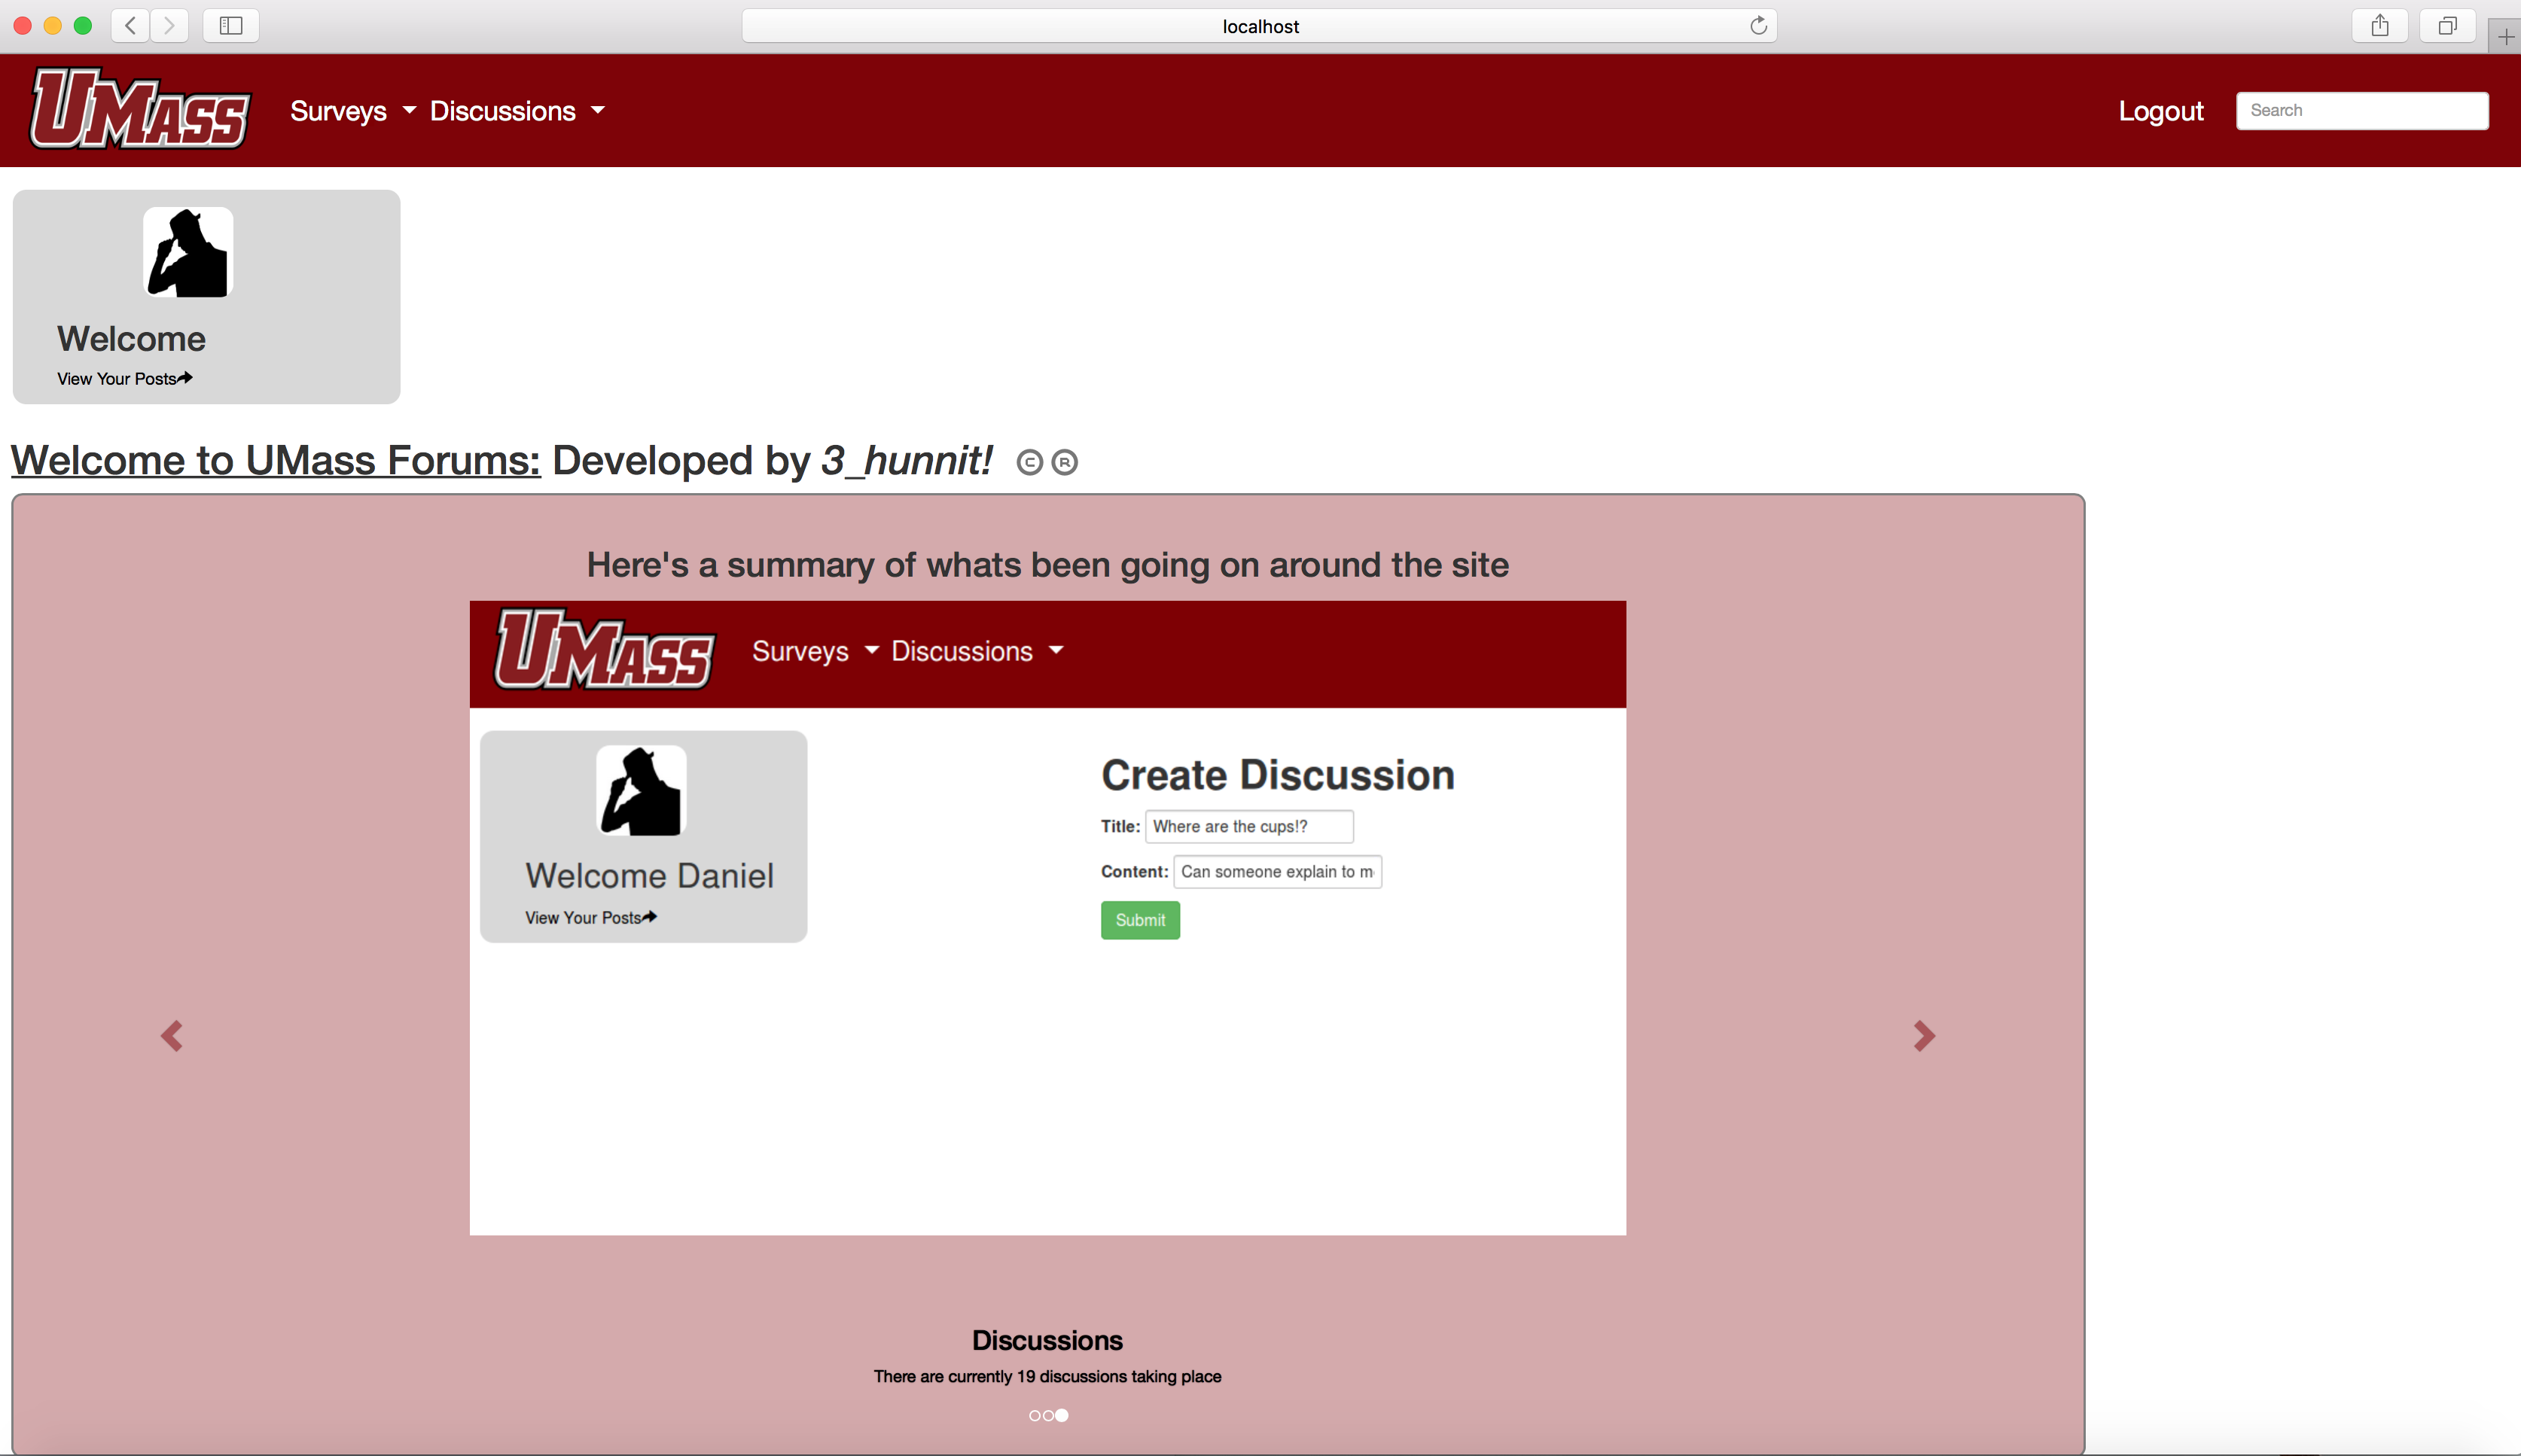 localhost
UMASS Surveys Discussions Logout Search
Welcome
View Your Posts
Welcome to UMass Forums: Developed by 3_hunnit! © ®
Here's a summary of whats been going on around the site
UMASS Surveys Discussions
Create Discussion
Title: Where are the cups!?
Content: Can someone explain to m
Submit
Welcome Daniel
View Your Posts
Discussions
There are currently 19 discussions taking place